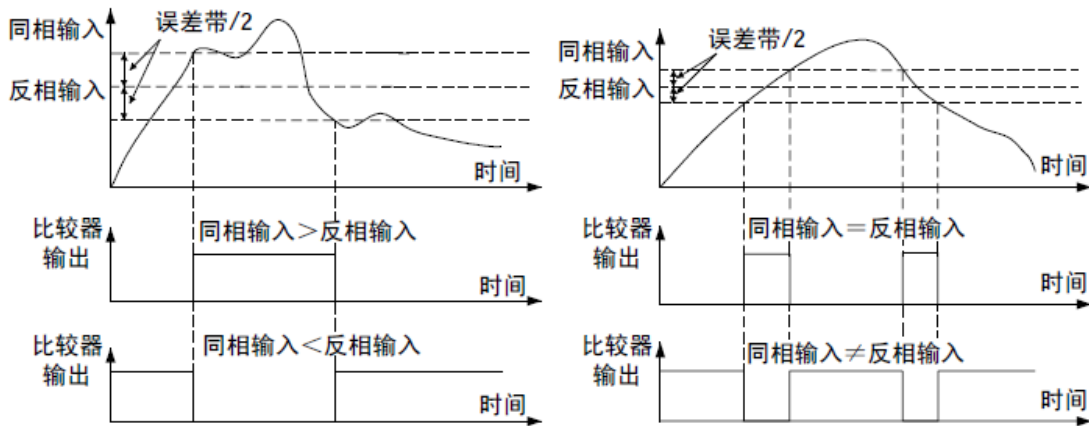 同相输入
误差带/2
反相输入
时间
比较器
输出
同相输入>反相输入
时间
比较器
输出
同相输入<反相输入
时间
同相输入
误差带/2
反相输入
时间
比较器
输出
同相输入=反相输入
时间
比较器
输出
同相输入≠反相输入
时间